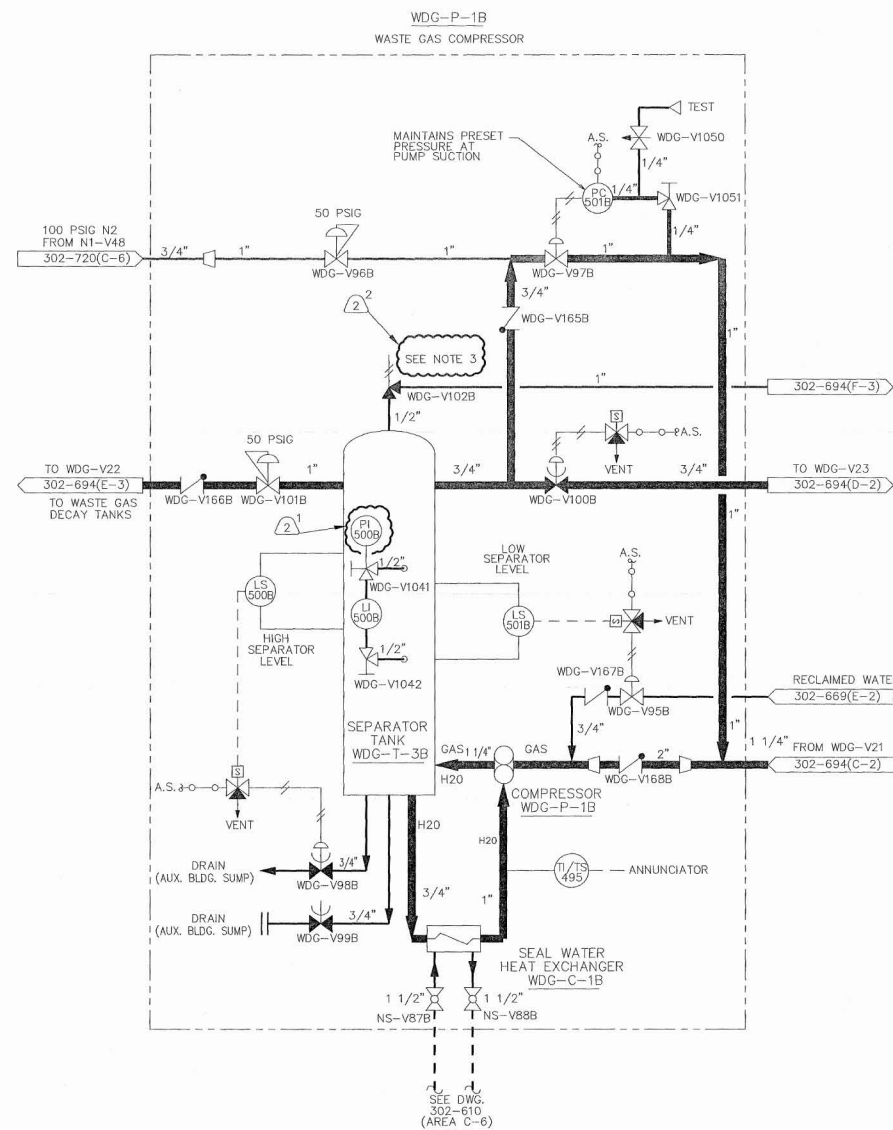 WDG-P-1B
WASTE GAS COMPRESSOR
TEST
A.S.
WDG-V1050
MAINTAINS PRESET
PRESSURE AT
PUMP SUCTION
1/4"
PC
501B
1/4"
WDG-V1051
1/4"
50 PSIG
100 PSIG N2
FROM N1-V48
302-720(C-6)
3/4"
1"
1"
1"
WDG-V96B
WDG-V97B
3/4"
WDG-V165B
1"
2
2
SEE NOTE 3
1"
302-694(F-3)
WDG-V102B
1/2"
S
A.S.
50 PSIG
VENT
TO WDG-V22
302-694(E-3)
TO WASTE GAS
DECAY TANKS
1"
3/4"
3/4"
TO WDG-V23
302-694(D-2)
WDG-V166B
WDG-V101B
WDG-V100B
2
1
PI
500B
1"
LOW
SEPARATOR
LEVEL
A.S.
1/2"
WDG-V1041
LS
500B
LI
500B
LS
501B
S
VENT
HIGH
SEPARATOR
LEVEL
1/2"
WDG-V1042
WDG-V167B
RECLAIMED WATER
302-669(E-2)
WDG-V95B
3/4"
1"
SEPARATOR
TANK
WDG-T-3B
GAS
1 1/4"
GAS
2"
1 1/4"
FROM WDG-V21
302-694(C-2)
H2O
WDG-V168B
COMPRESSOR
WDG-P-1B
S
A.S.
VENT
H2O
H2O
TI/TS
495
ANNUNCIATOR
DRAIN
(AUX. BLDG. SUMP)
3/4"
WDG-V98B
3/4"
1"
DRAIN
(AUX. BLDG. SUMP)
3/4"
WDG-V99B
SEAL WATER
HEAT EXCHANGER
WDG-C-1B
1 1/2"
NS-V87B
1 1/2"
NS-V88B
SEE DWG.
302-610
(AREA C-6)